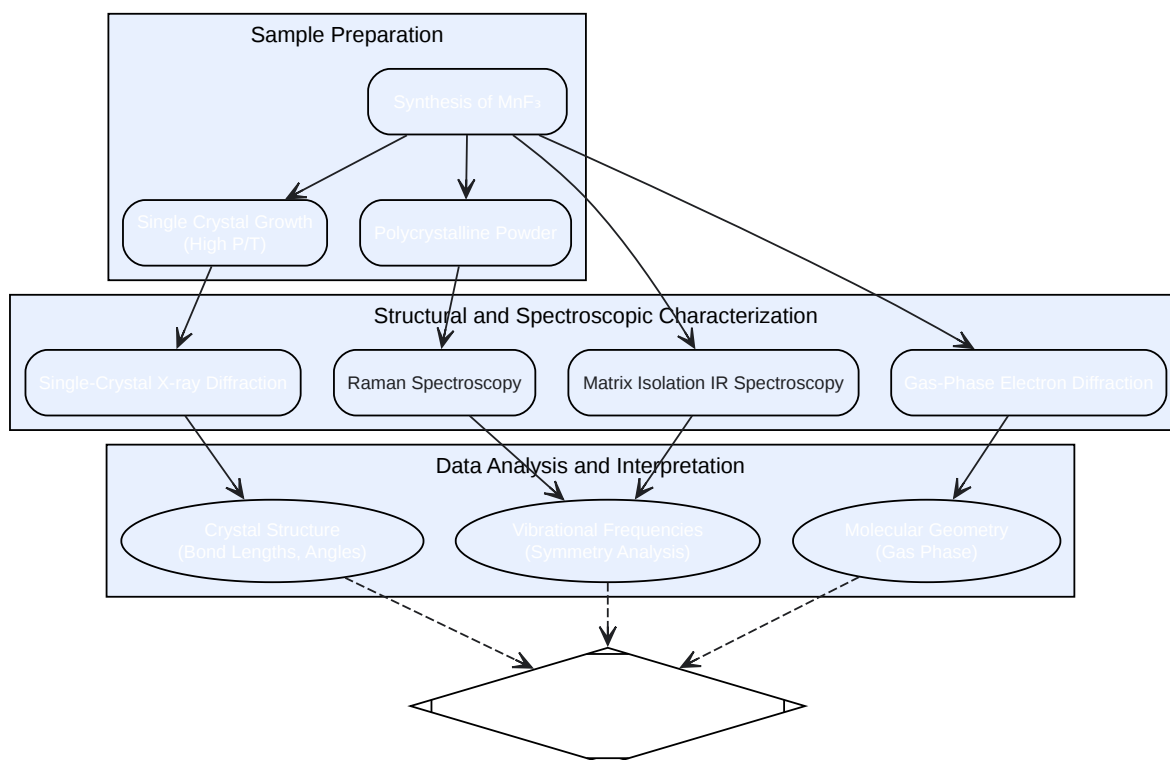 Sample Preparation
Synthesis of MnF₃
Single Crystal Growth
(High P/T)
Polycrystalline Powder
Structural and Spectroscopic Characterization
Single-Crystal X-ray Diffraction
Raman Spectroscopy
Matrix Isolation IR Spectroscopy
Gas-Phase Electron Diffraction
Data Analysis and Interpretation
Crystal Structure
(Bond Lengths, Angles)
Vibrational Frequencies
(Symmetry Analysis)
Molecular Geometry
(Gas Phase)